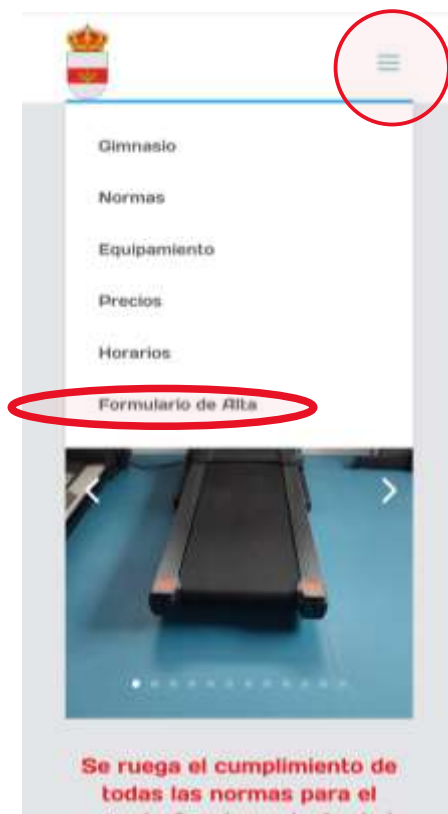 Gimnasio
Normas
Equipamiento
Precios
Horarios
Formulario de Alta
Se ruega el cumplimiento de
todas las normas para el